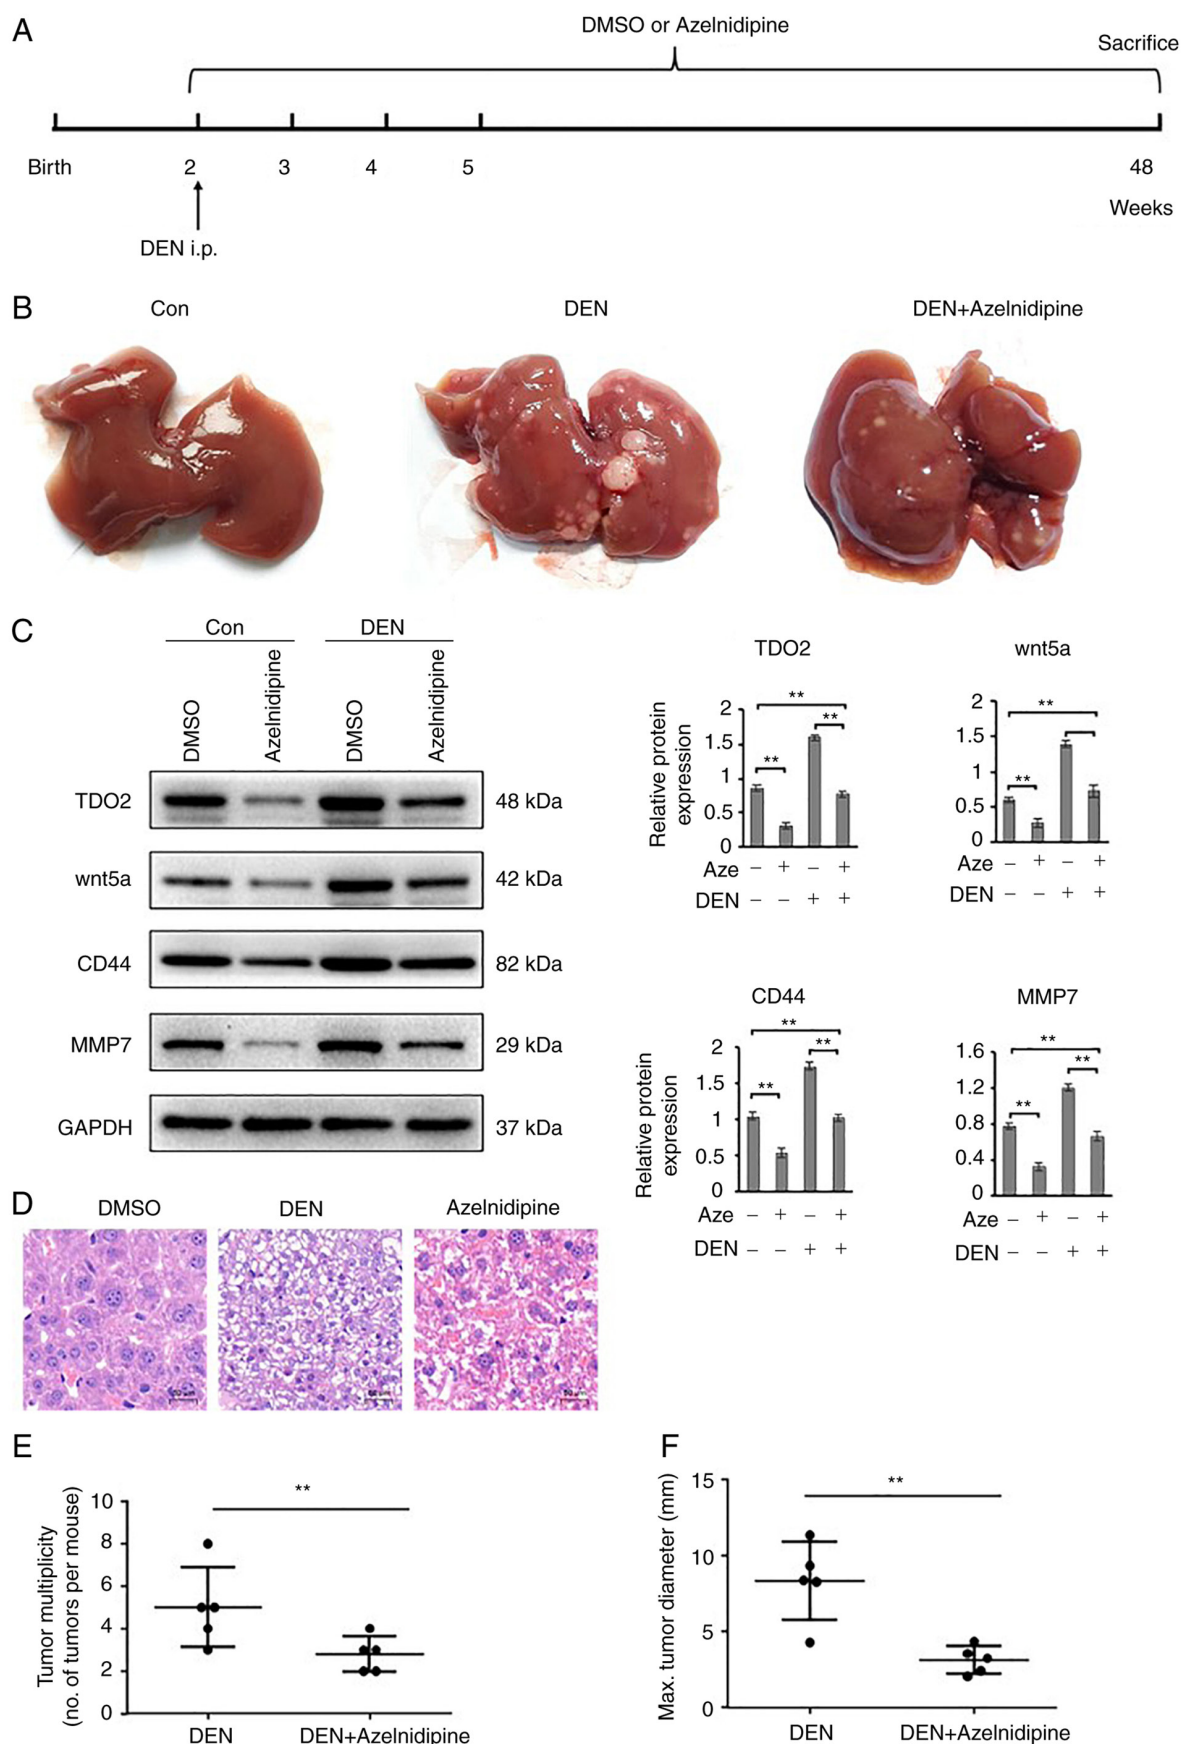 A
DMSO or Azelnidipine
Sacrifice
Birth 2 3 4 5 48
Weeks
DEN i.p.
B
Con DEN DEN+Azelnidipine
C
Con DEN
DMSO Azelnidipine DMSO Azelnidipine
TDO2 48 kDa
wnt5a 42 kDa
CD44 82 kDa
MMP7 29 kDa
GAPDH 37 kDa
TDO2
Relative protein
expression
2
1.5
1
0.5
0
** ** **
Aze − + − +
DEN − − + +
wnt5a
2
1.5
1
0.5
0
** **
Aze − + − +
DEN − − + +
CD44
Relative protein
expression
2
1.5
1
0.5
0
** ** **
Aze − + − +
DEN − − + +
MMP7
1.6
1.2
0.8
0.4
0
** ** **
Aze − + − +
DEN − − + +
D
DMSO DEN Azelnidipine
50 μm 50 μm 50 μm
E
Tumor multiplicity
(no. of tumors per mouse)
10
8
6
4
2
0
**
DEN DEN+Azelnidipine
F
Max. tumor diameter (mm)
15
10
5
0
**
DEN DEN+Azelnidipine